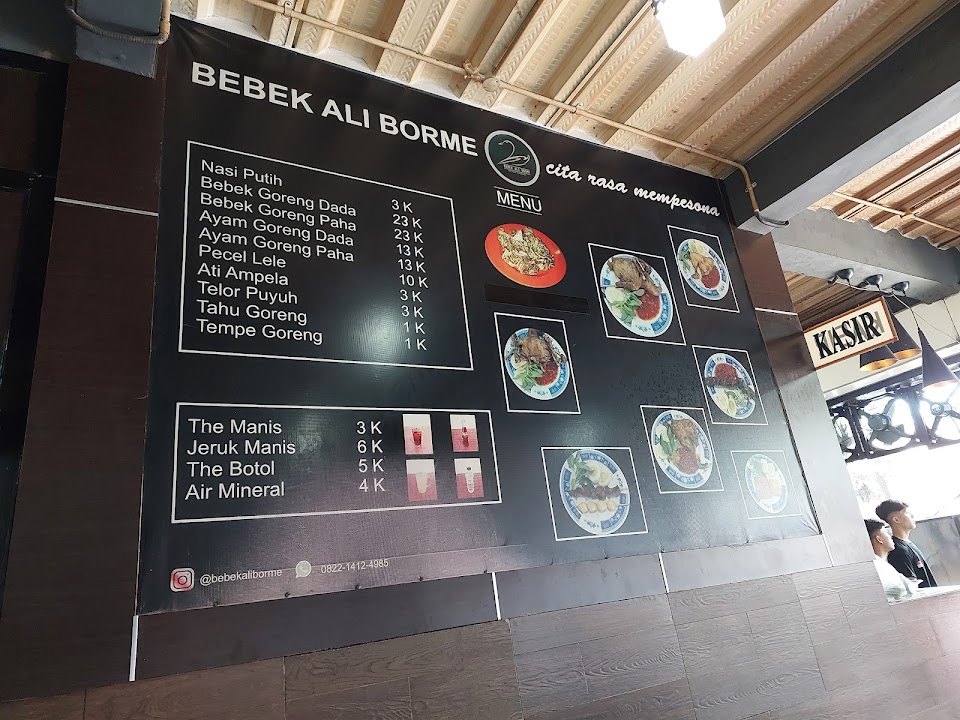 BEBEK ALI BORME
cita rasa mempesona
MENU
Nasi Putih 3 K
Bebek Goreng Dada 23 K
Bebek Goreng Paha 23 K
Ayam Goreng Dada 13 K
Ayam Goreng Paha 13 K
Pecel Lele 10 K
Ati Ampela 3 K
Telor Puyuh 3 K
Tahu Goreng 1 K
Tempe Goreng 1 K
The Manis 3 K
Jeruk Manis 6 K
The Botol 5 K
Air Mineral 4 K
@bebekaliborme 0822-1412-4985
KASIR